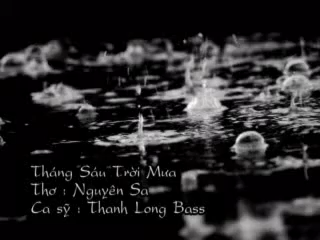 Tháng Sáu Trời Mưa
Thơ : Nguyên Sa
Ca sỹ : Thanh Long Bass